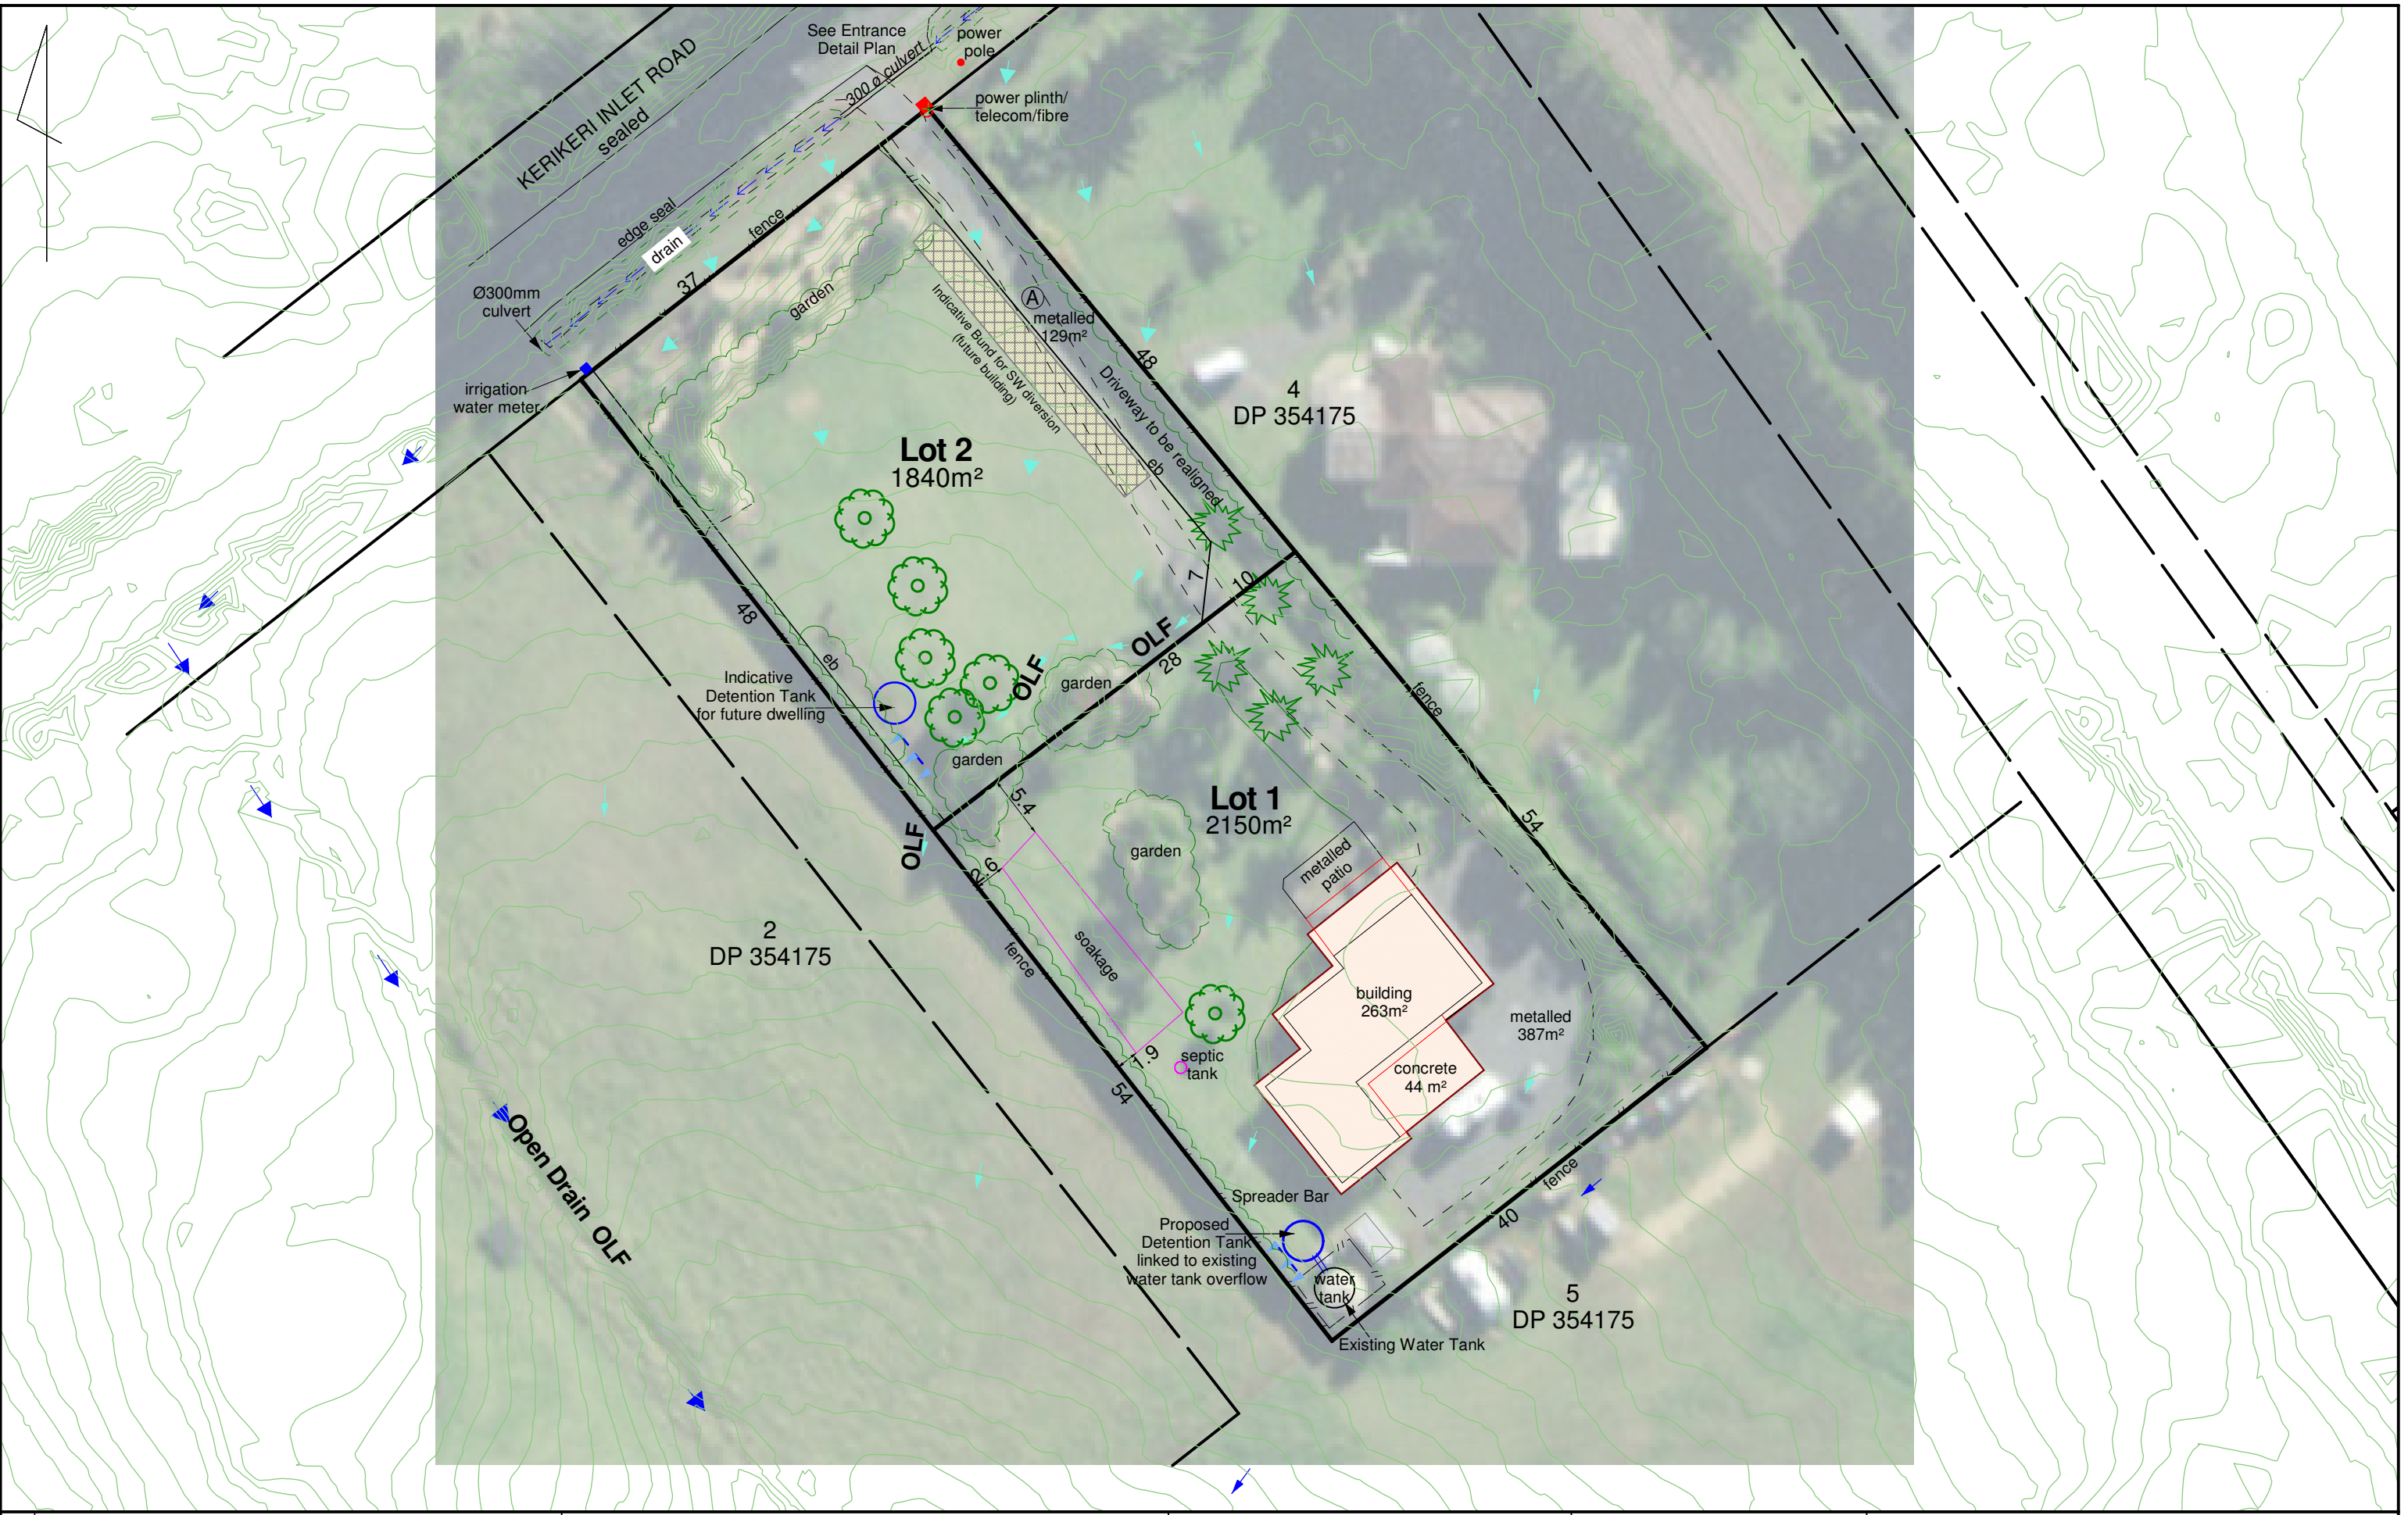 See Entrance
Detail Plan
power
pole
300 ø culvert
KERIKERI INLET ROAD
sealed
power plinth/
telecom/fibre
edge seal
drain
fence
37
garden
Ø300mm
culvert
irrigation
water meter
A
metalled
129m²
Indicative Bund for SW diversion
(future building)
48
Driveway to be realigned
eb
4
DP 354175
Lot 2
1840m²
7
10
48
eb
OLF
28
OLF
garden
Indicative
Detention Tank
for future dwelling
garden
fence
Lot 1
2150m²
5.4
54
OLF
2.6
garden
metalled
patio
2
DP 354175
fence
soakage
building
263m²
metalled
387m²
1.9
septic
tank
concrete
44 m²
54
Open Drain OLF
fence
40
Spreader Bar
Proposed
Detention Tank
linked to existing
water tank overflow
water
tank
5
DP 354175
Existing Water Tank